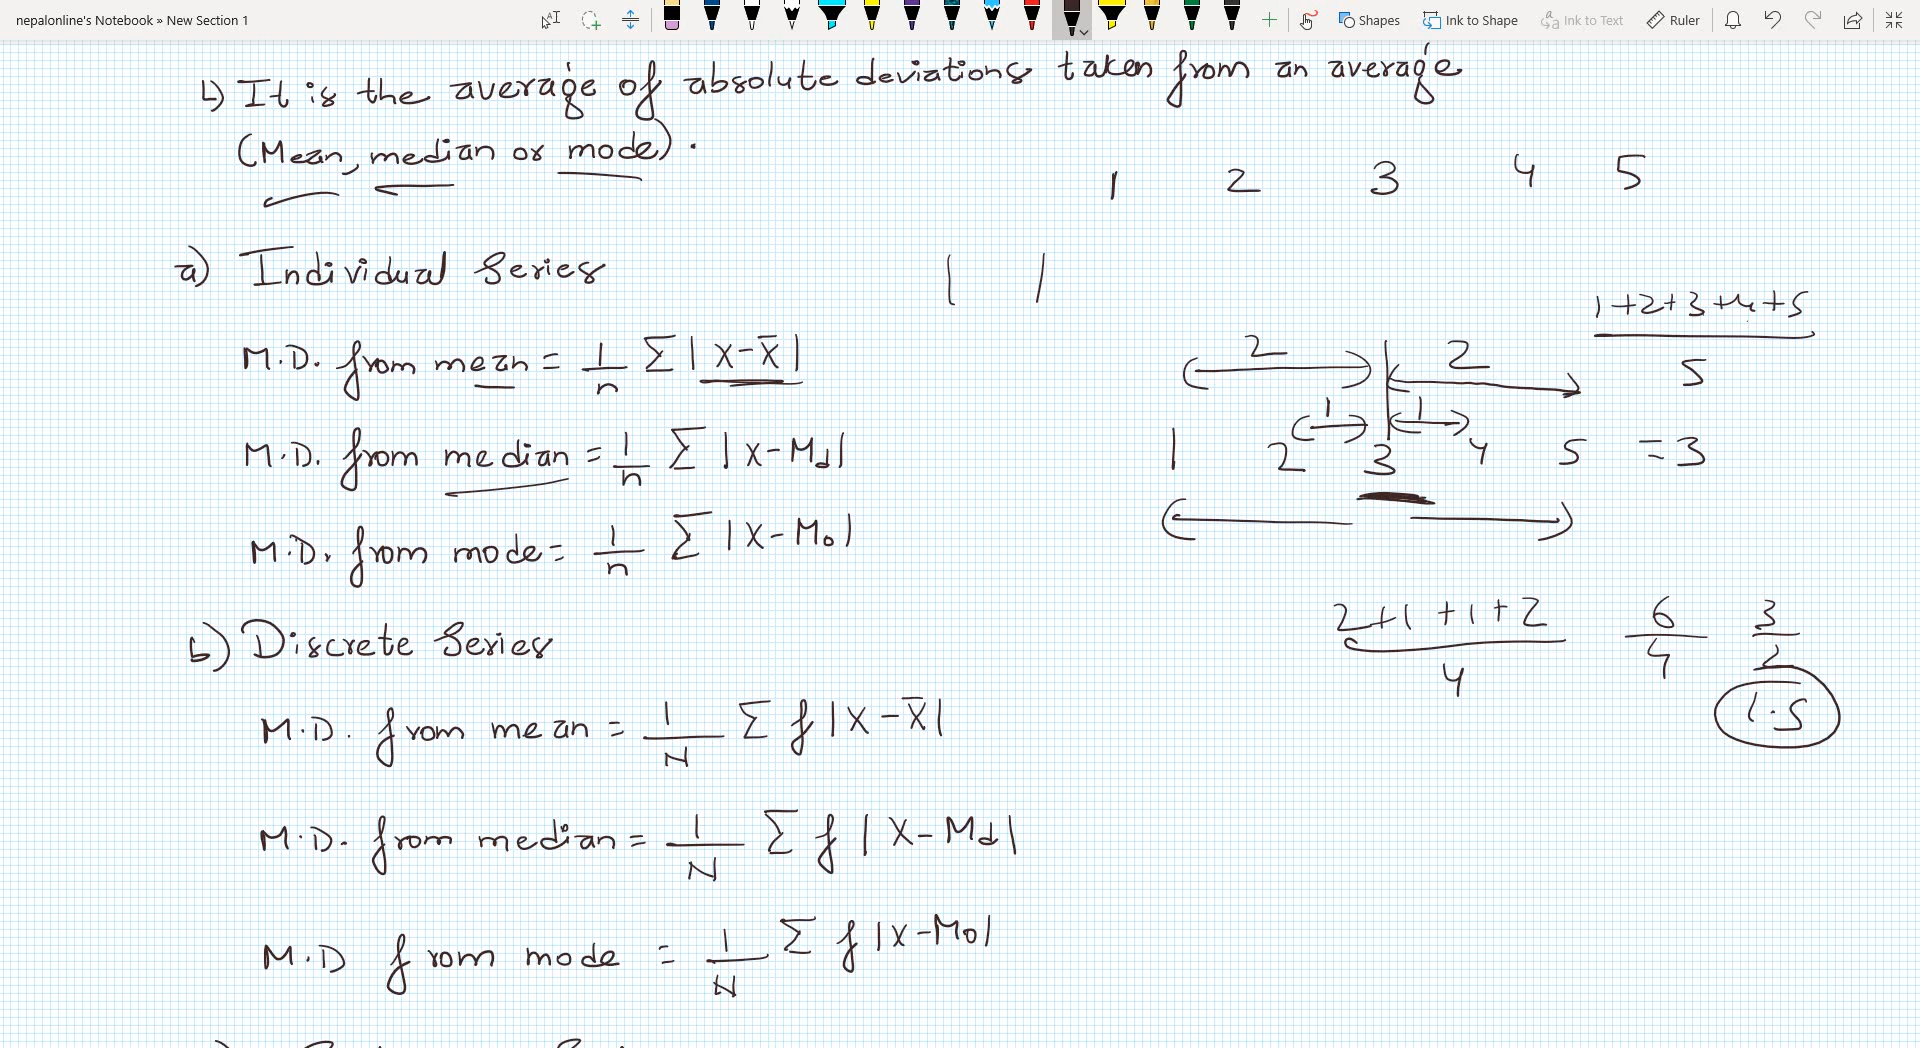 nepalonline's Notebook » New Section 1
Shapes
Ink to Shape
Ink to Text
Ruler
It is the average of absolute deviations taken from an average
(Mean, median or mode).
1 2 3 4 5
a) Individual Series
| |
M.D. from mean = 1/n Σ|X-X̄|
M.D. from median = 1/n Σ|X-Md|
M.D. from mode = 1/n Σ|X-Mo|
1+2+3+4+5
5
2 2
1 1
1 2 3 4 5 = 3
2+1+1+2
4
6/4
3/2
1.5
b) Discrete Series
M.D. from mean = 1/N Σ f|X-X̄|
M.D. from median = 1/N Σ f|X-Md|
M.D from mode = 1/N Σ f|X-Mo|